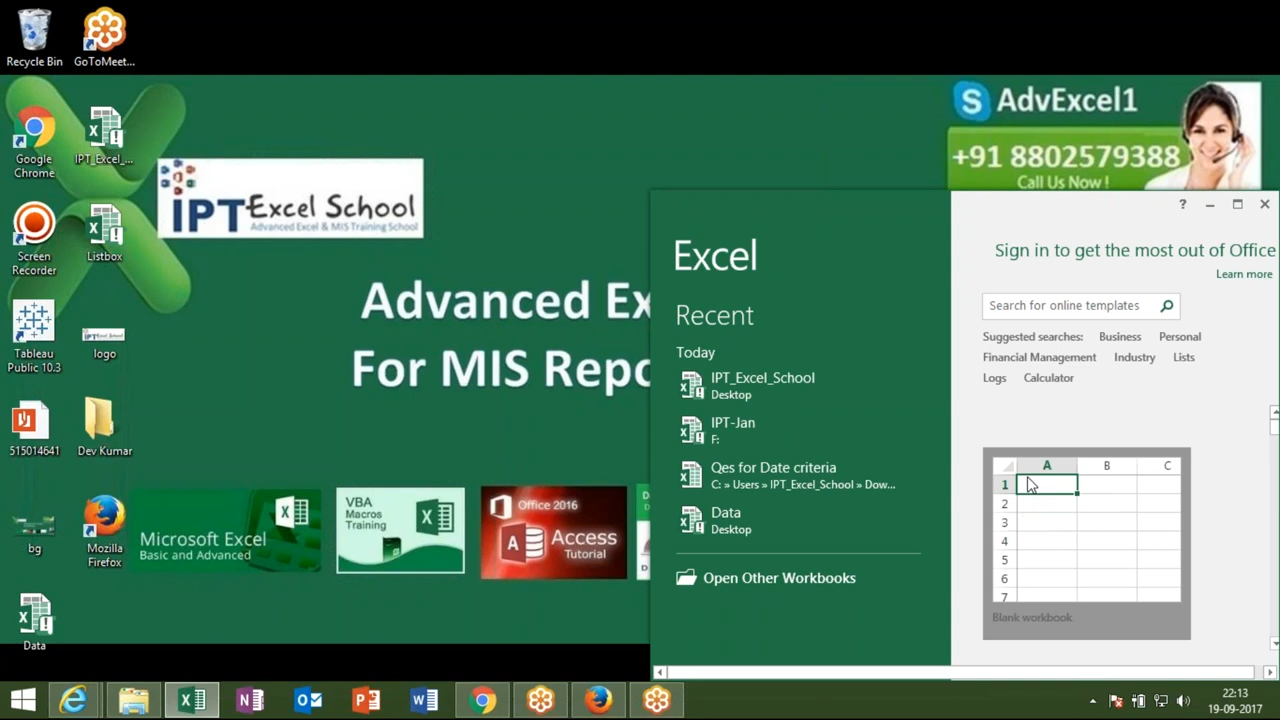 Recycle Bin
GoToMeet...
Google
Chrome
IPT_Excel_...
Screen
Recorder
Listbox
Tableau
Public 10.3
logo
515014641
Dev Kumar
bg
Mozilla
Firefox
Data
IPT Excel School
Advanced Excel & MIS Training School
AdvExcel1
+91 8802579388
Call Us Now !
Advanced Ex
For MIS Repo
Microsoft Excel
Basic and Advanced
VBA
Macros
Training
Office 2016
Access
Tutorial
Excel
Recent
Today
IPT_Excel_School
Desktop
IPT-Jan
F:
Qes for Date criteria
C: » Users » IPT_Excel_School » Dow...
Data
Desktop
Open Other Workbooks
?
Sign in to get the most out of Office
Learn more
Search for online templates
Suggested searches: Business Personal
Financial Management Industry Lists
Logs Calculator
A B C
1
2
3
4
5
6
7
Blank workbook
22:13
19-09-2017